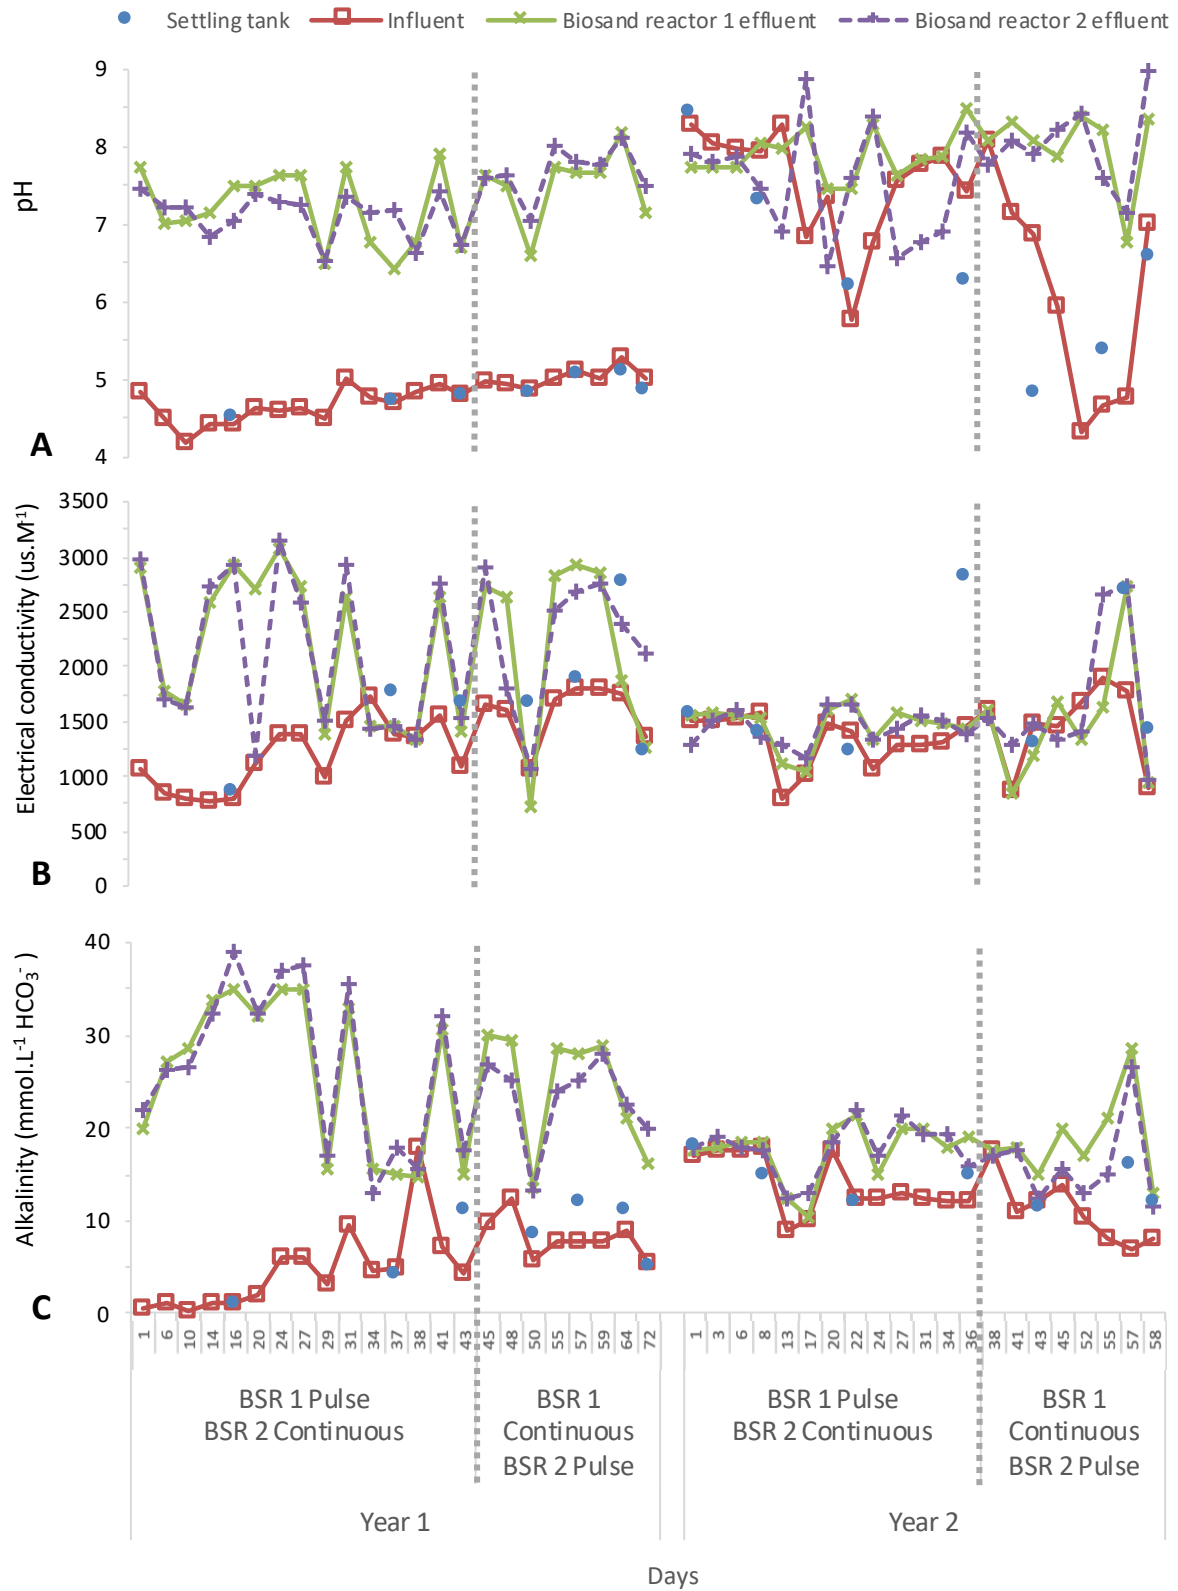 Settling tank Influent Biosand reactor 1 effluent Biosand reactor 2 effluent
9
8
7
6
5
4
pH
A
3500
3000
2500
2000
1500
1000
500
0
Electrical conductivity (us.M⁻¹)
B
40
30
20
10
0
Alkalinity (mmol.L⁻¹ HCO₃⁻ )
C
1 6 10 14 16 20 24 27 29 31 34 37 38 41 43 45 48 50 55 57 59 64 72 1 3 6 8 13 17 20 22 24 27 31 34 36 38 41 43 45 52 55 57 58
BSR 1 Pulse
BSR 2 Continuous
BSR 1
Continuous
BSR 2 Pulse
BSR 1 Pulse
BSR 2 Continuous
BSR 1
Continuous
BSR 2 Pulse
Year 1 Year 2
Days